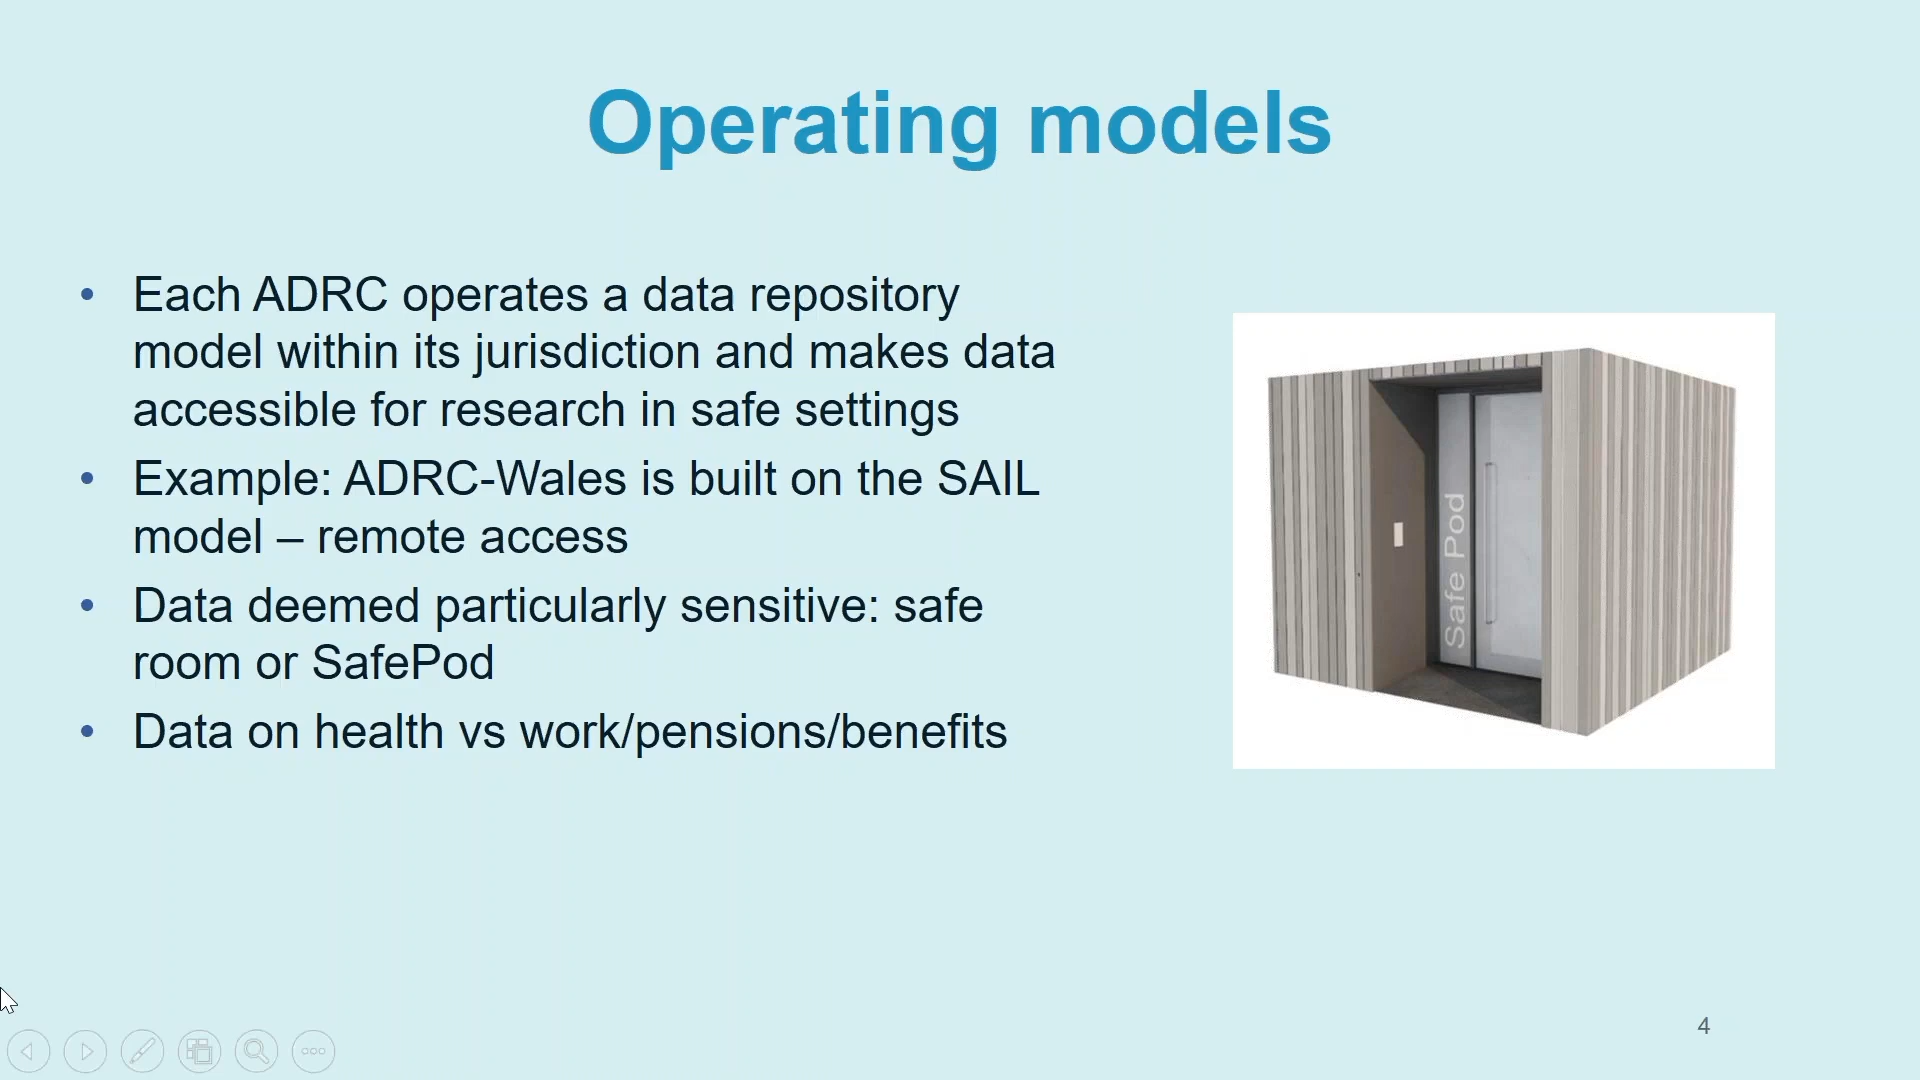 Operating models
• Each ADRC operates a data repository
model within its jurisdiction and makes data
accessible for research in safe settings
• Example: ADRC-Wales is built on the SAIL
model – remote access
• Data deemed particularly sensitive: safe
room or SafePod
• Data on health vs work/pensions/benefits
Safe Pod
4